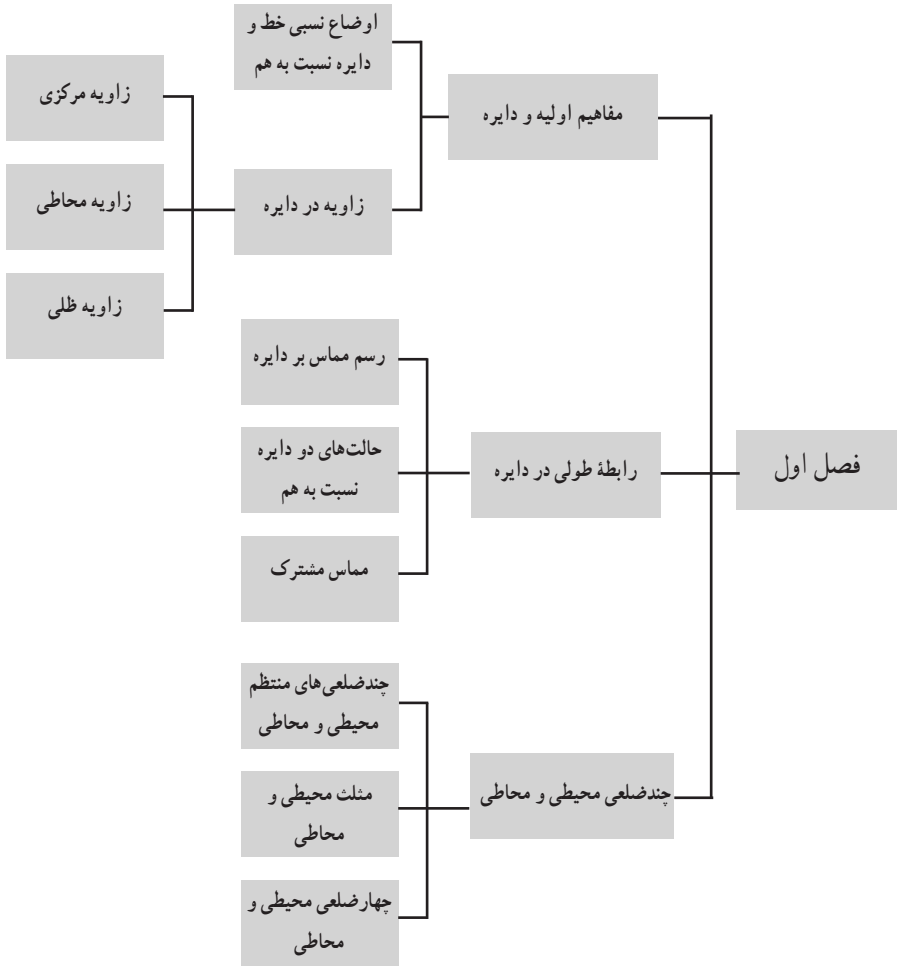 فصل اول
مفاهیم اولیه و دایره
اوضاع نسبی خط و
دایره نسبت به هم
زاویه در دایره
زاویه مرکزی
زاویه محاطی
زاویه ظلی
رابطهٔ طولی در دایره
رسم مماس بر دایره
حالت‌های دو دایره
نسبت به هم
مماس مشترک
چندضلعی محیطی و محاطی
چندضلعی‌های منتظم
محیطی و محاطی
مثلث محیطی و
محاطی
چهارضلعی محیطی و
محاطی